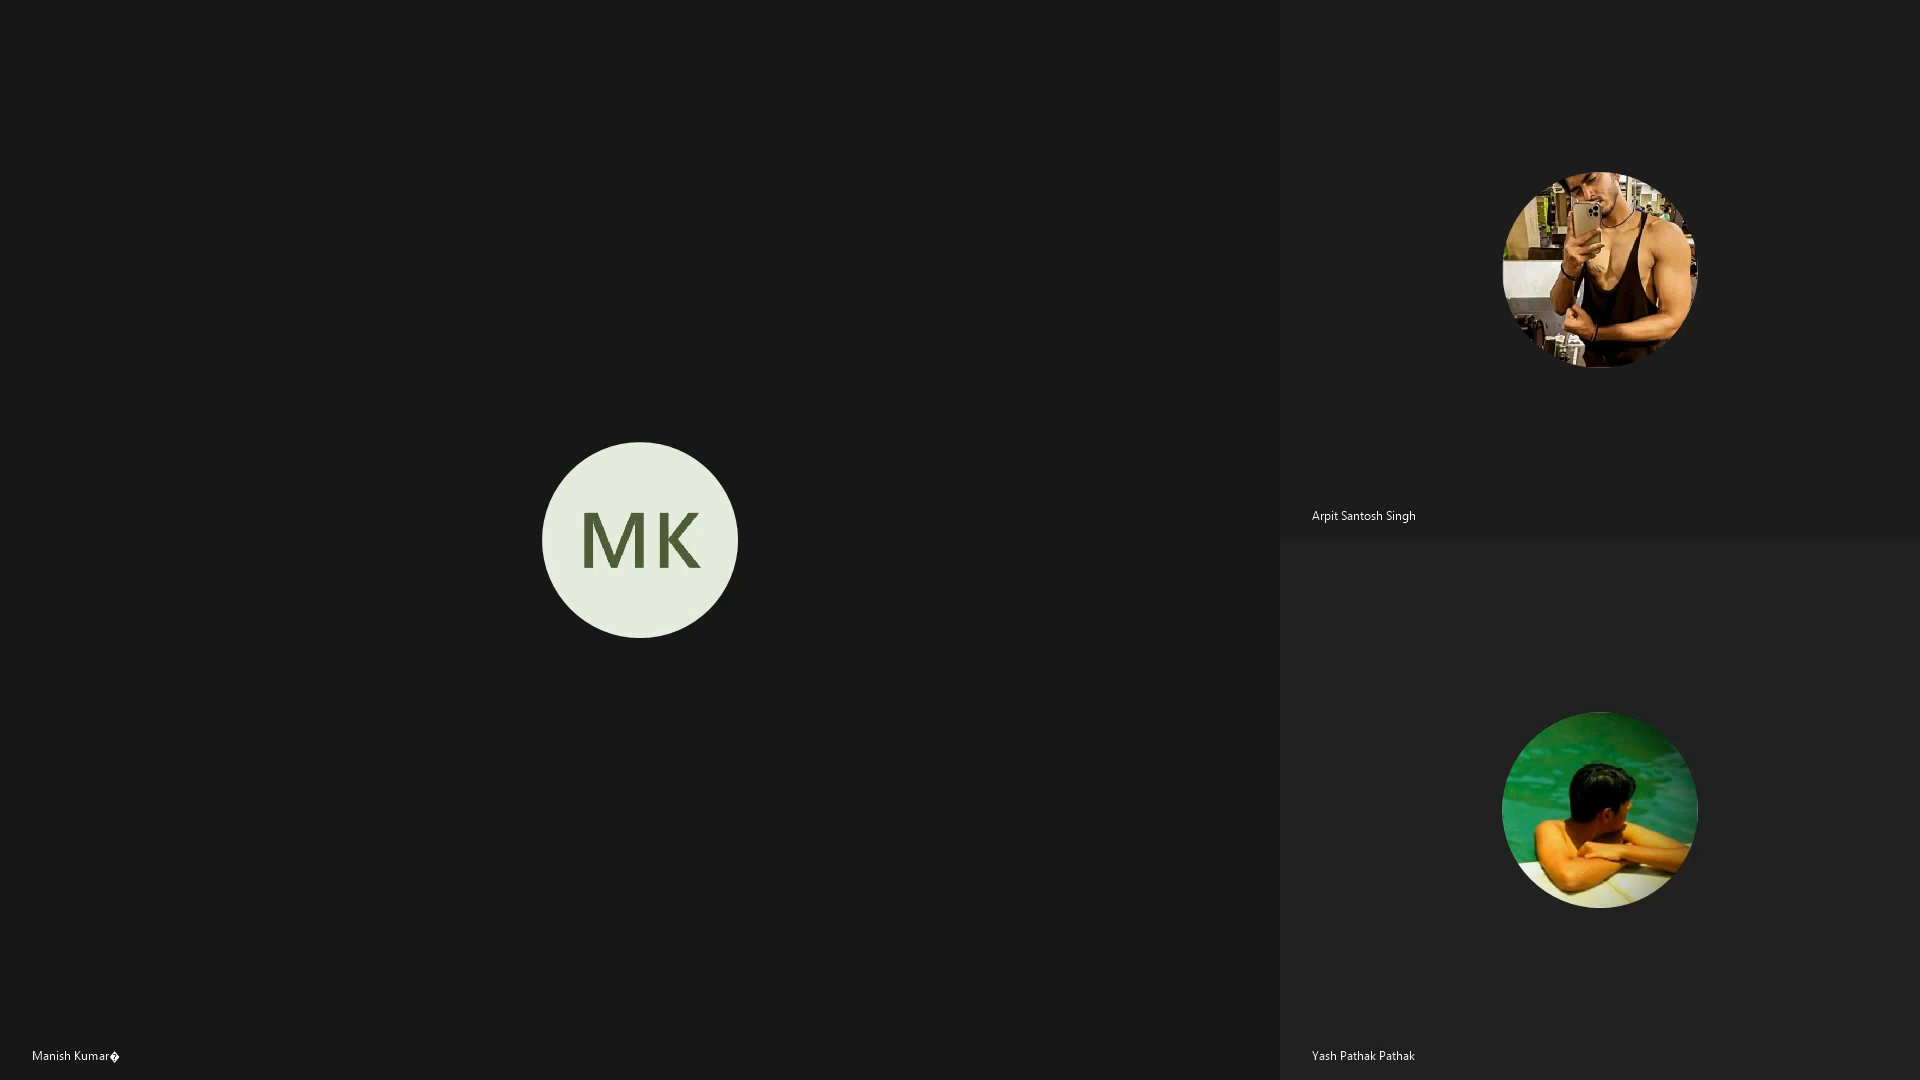 MK
Manish Kumar�
Arpit Santosh Singh
Yash Pathak Pathak